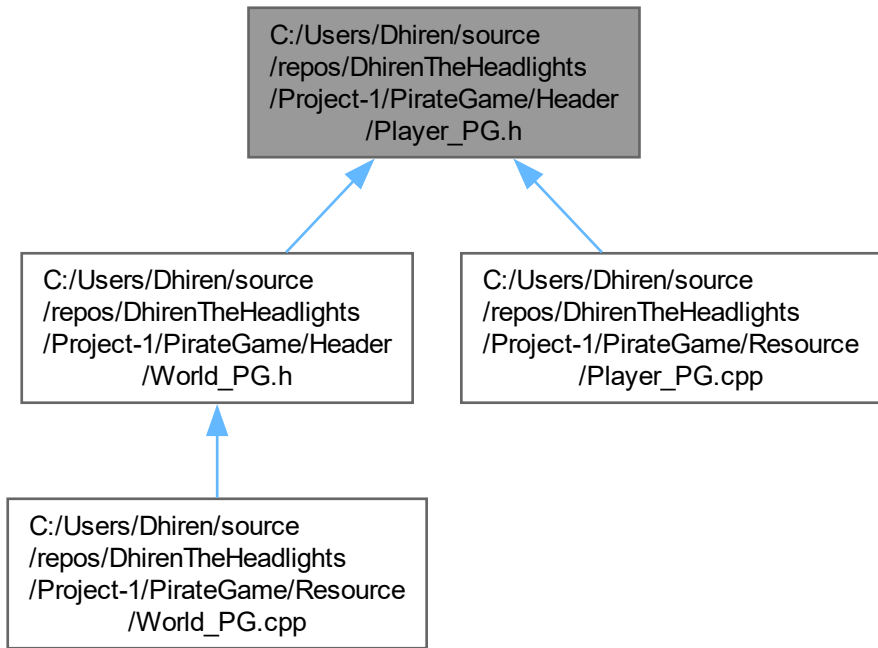 C:/Users/Dhiren/source
/repos/DhirenTheHeadlights
/Project-1/PirateGame/Header
/Player_PG.h
C:/Users/Dhiren/source
/repos/DhirenTheHeadlights
/Project-1/PirateGame/Header
/World_PG.h
C:/Users/Dhiren/source
/repos/DhirenTheHeadlights
/Project-1/PirateGame/Resource
/Player_PG.cpp
C:/Users/Dhiren/source
/repos/DhirenTheHeadlights
/Project-1/PirateGame/Resource
/World_PG.cpp